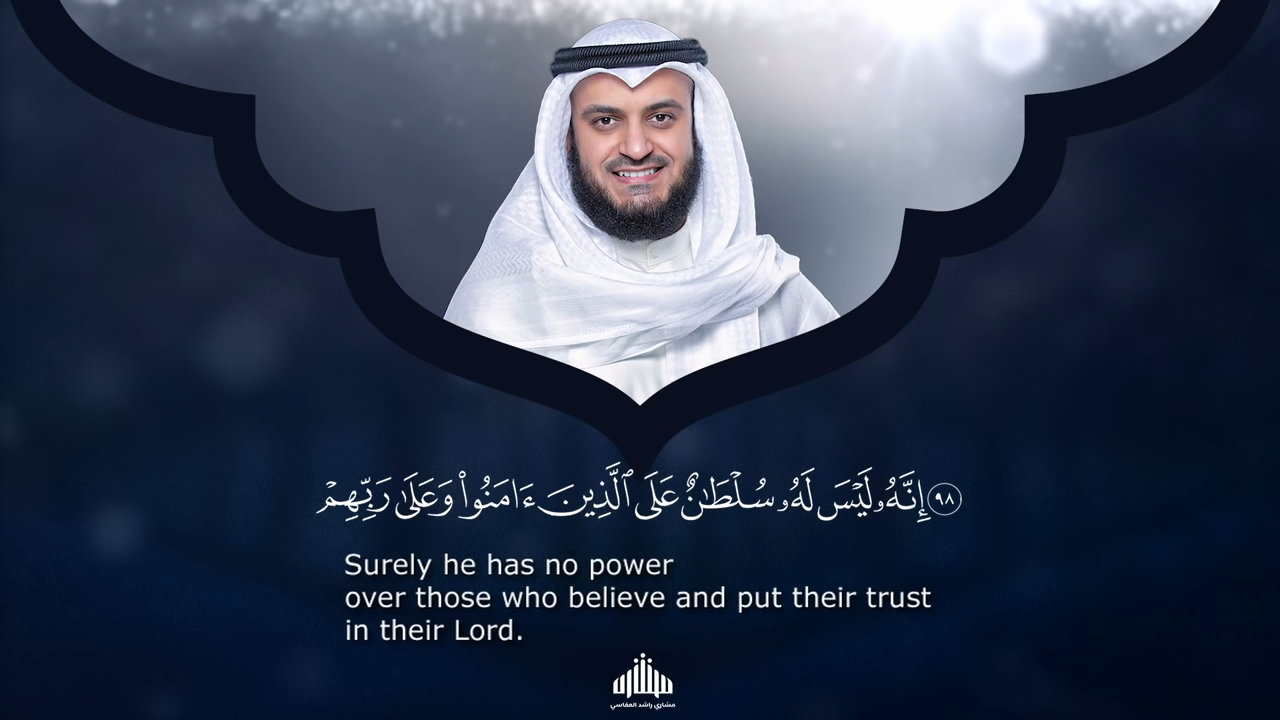 ٩٨ إِنَّهُۥ لَيْسَ لَهُۥ سُلْطَٰنٌ عَلَى ٱلَّذِينَ ءَامَنُوا۟ وَعَلَىٰ رَبِّهِمْ
Surely he has no power
over those who believe and put their trust
in their Lord.
مشاري راشد العفاسي